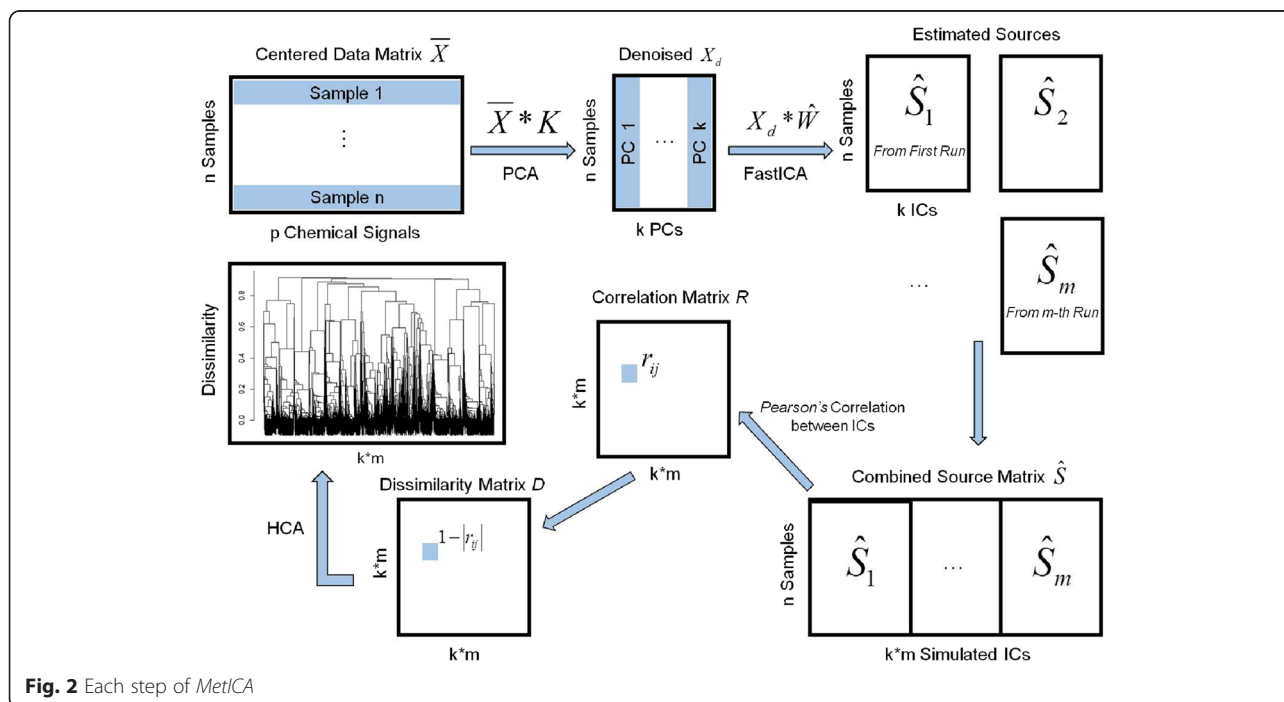 Centered Data Matrix X̅
n Samples
Sample 1
⋮
Sample n
p Chemical Signals
X̅ * K
PCA
Denoised X_d
n Samples
PC 1
...
PC k
k PCs
X_d * Ŵ
FastICA
Estimated Sources
n Samples
Ŝ_1
From First Run
Ŝ_2
k ICs
...
Ŝ_m
From m-th Run
Combined Source Matrix Ŝ
n Samples
Ŝ_1
...
Ŝ_m
k*m Simulated ICs
Pearson's Correlation
between ICs
Correlation Matrix R
k*m
r_ij
k*m
Dissimilarity Matrix D
k*m
1-|r_ij|
k*m
HCA
Dissimilarity
0.8
0.6
0.4
0.2
0.0
k*m
Fig. 2 Each step of MetICA